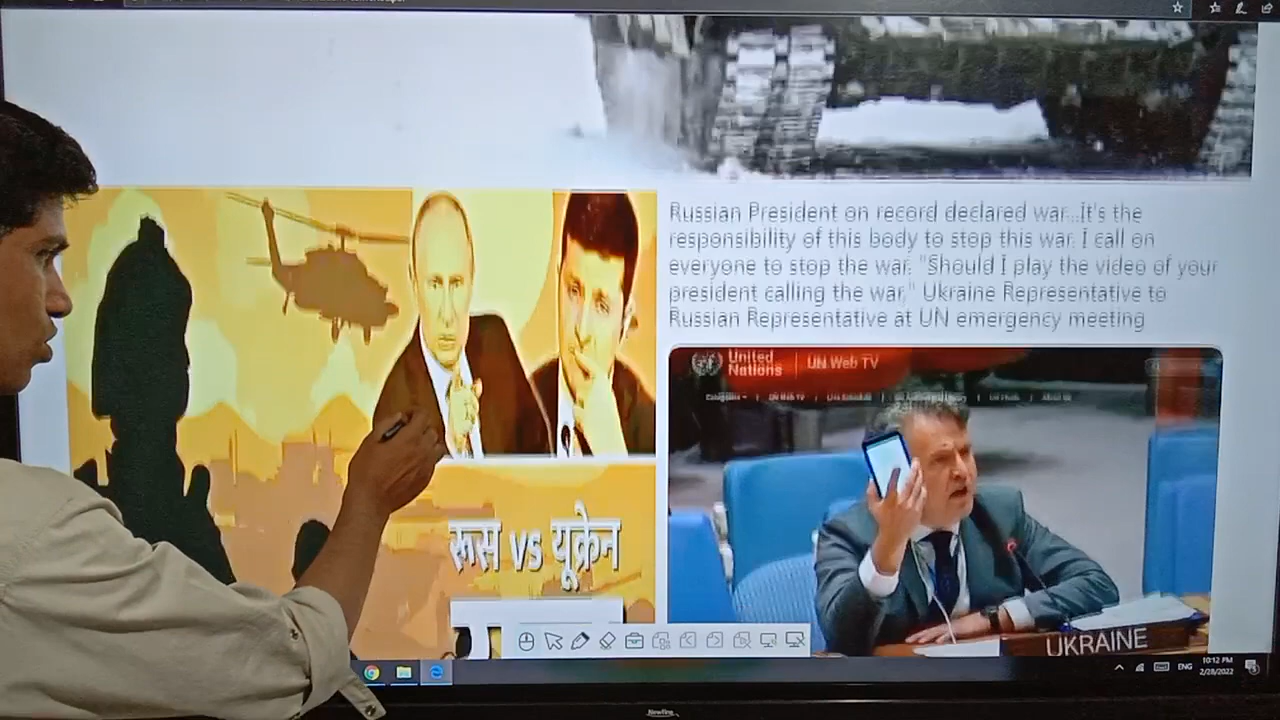 Russian President on record declared war...It's the
responsibility of this body to stop this war. I call on
everyone to stop the war. "Should I play the video of your
president calling the war," Ukraine Representative to
Russian Representative at UN emergency meeting
United
Nations
UN Web TV
रूस vs यूक्रेन
UKRAINE
ENG
10:12 PM
2/28/2022
Newline